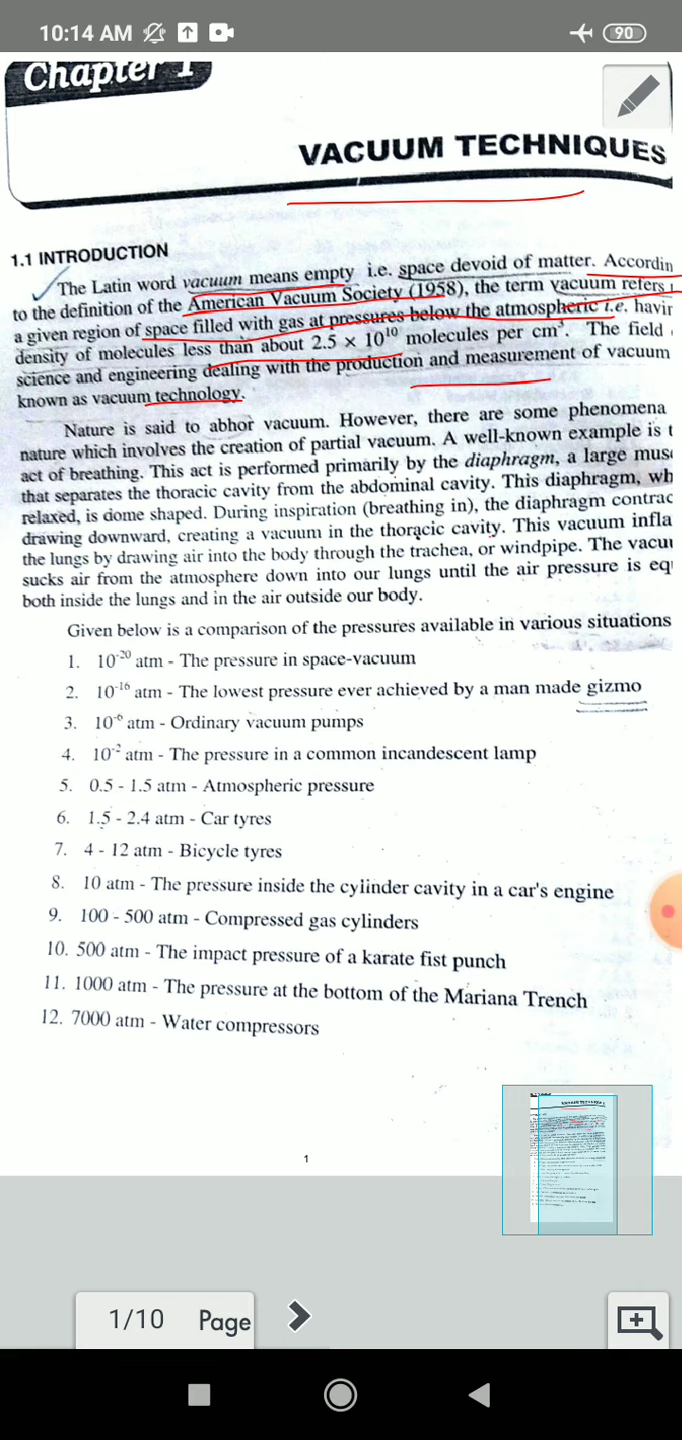 10:14 AM
90
Chapter 1
VACUUM TECHNIQUES
1.1 INTRODUCTION
The Latin word vacuum means empty i.e. space devoid of matter. Accordin
to the definition of the American Vacuum Society (1958), the term vacuum refers
a given region of space filled with gas at pressures below the atmospheric i.e. havin
density of molecules less than about 2.5 × 10¹⁰ molecules per cm³. The field
science and engineering dealing with the production and measurement of vacuum
known as vacuum technology.
Nature is said to abhor vacuum. However, there are some phenomena
nature which involves the creation of partial vacuum. A well-known example is t
act of breathing. This act is performed primarily by the diaphragm, a large mus
that separates the thoracic cavity from the abdominal cavity. This diaphragm, wh
relaxed, is dome shaped. During inspiration (breathing in), the diaphragm contrac
drawing downward, creating a vacuum in the thoracic cavity. This vacuum infla
the lungs by drawing air into the body through the trachea, or windpipe. The vacuu
sucks air from the atmosphere down into our lungs until the air pressure is equ
both inside the lungs and in the air outside our body.
Given below is a comparison of the pressures available in various situations
1. 10⁻²⁰ atm - The pressure in space-vacuum
2. 10⁻¹⁶ atm - The lowest pressure ever achieved by a man made gizmo
3. 10⁻⁶ atm - Ordinary vacuum pumps
4. 10⁻² atm - The pressure in a common incandescent lamp
5. 0.5 - 1.5 atm - Atmospheric pressure
6. 1.5 - 2.4 atm - Car tyres
7. 4 - 12 atm - Bicycle tyres
8. 10 atm - The pressure inside the cylinder cavity in a car's engine
9. 100 - 500 atm - Compressed gas cylinders
10. 500 atm - The impact pressure of a karate fist punch
11. 1000 atm - The pressure at the bottom of the Mariana Trench
12. 7000 atm - Water compressors
1
1/10 Page